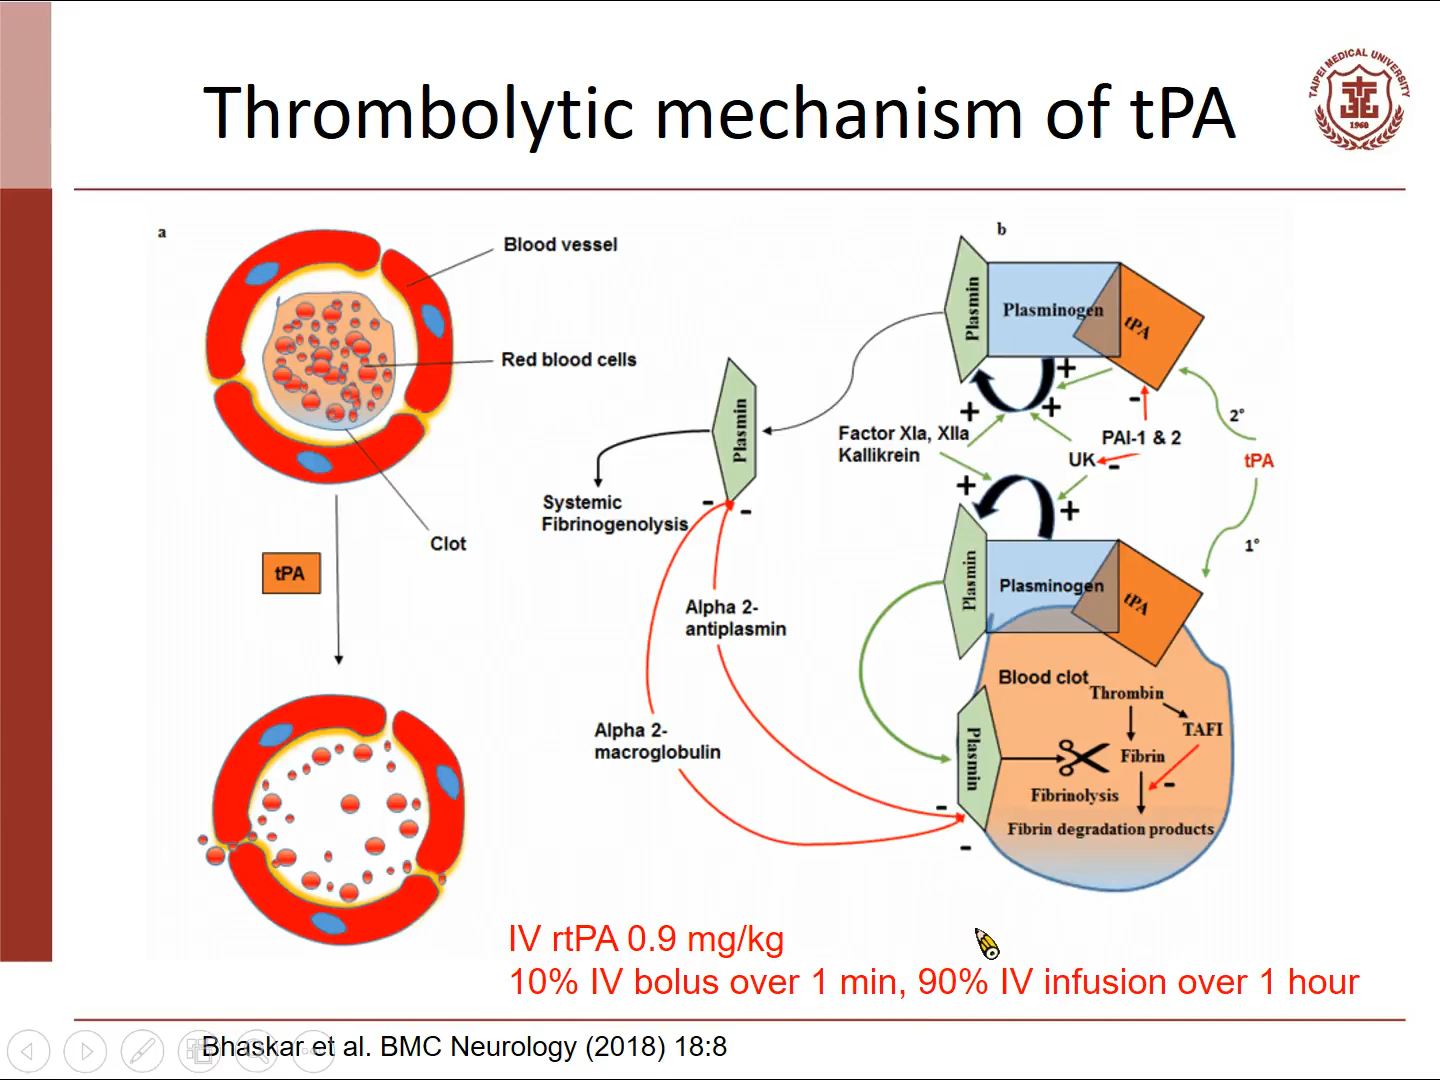 Thrombolytic mechanism of tPA
TAIPEI MEDICAL UNIVERSITY
1960
a
Blood vessel
Red blood cells
Clot
tPA
b
Plasmin
Plasminogen
tPA
+
+
+
-
2°
Factor XIa, XIIa
Kallikrein
PAI-1 & 2
UK
-
tPA
+
+
1°
Plasmin
Systemic
Fibrinogenolysis
-
-
Plasmin
Plasminogen
tPA
Alpha 2-
antiplasmin
Alpha 2-
macroglobulin
Blood clot
Thrombin
TAFI
Plasmin
Fibrin
-
Fibrinolysis
Fibrin degradation products
-
-
IV rtPA 0.9 mg/kg
10% IV bolus over 1 min, 90% IV infusion over 1 hour
Bhaskar et al. BMC Neurology (2018) 18:8